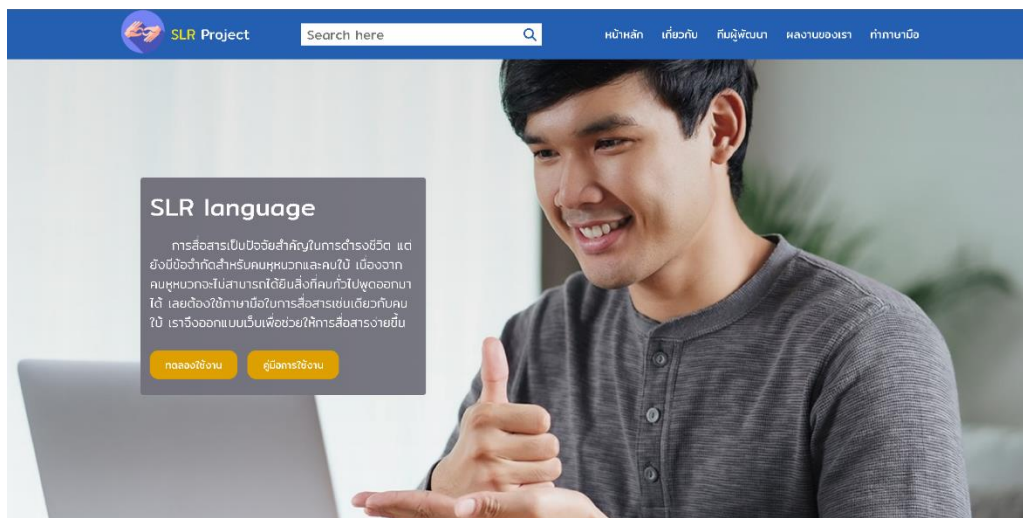 SLR Project
Search here
หน้าหลัก เกี่ยวกับ ทีมผู้พัฒนา ผลงานของเรา ท่าภาษามือ
SLR language
การสื่อสารเป็นปัจจัยสำคัญในการดำรงชีวิต แต่
ยังมีข้อจำกัดสำหรับคนหูหนวกและคนใบ้ เนื่องจาก
คนหูหนวกจะไม่สามารถได้ยินสิ่งที่คนทั่วไปพูดออกมา
ได้ เลยต้องใช้ภาษามือในการสื่อสารเช่นเดียวกับคน
ใบ้ เราจึงออกแบบเว็บเพื่อช่วยให้การสื่อสารง่ายขึ้น
ทดลองใช้งาน คู่มือการใช้งาน